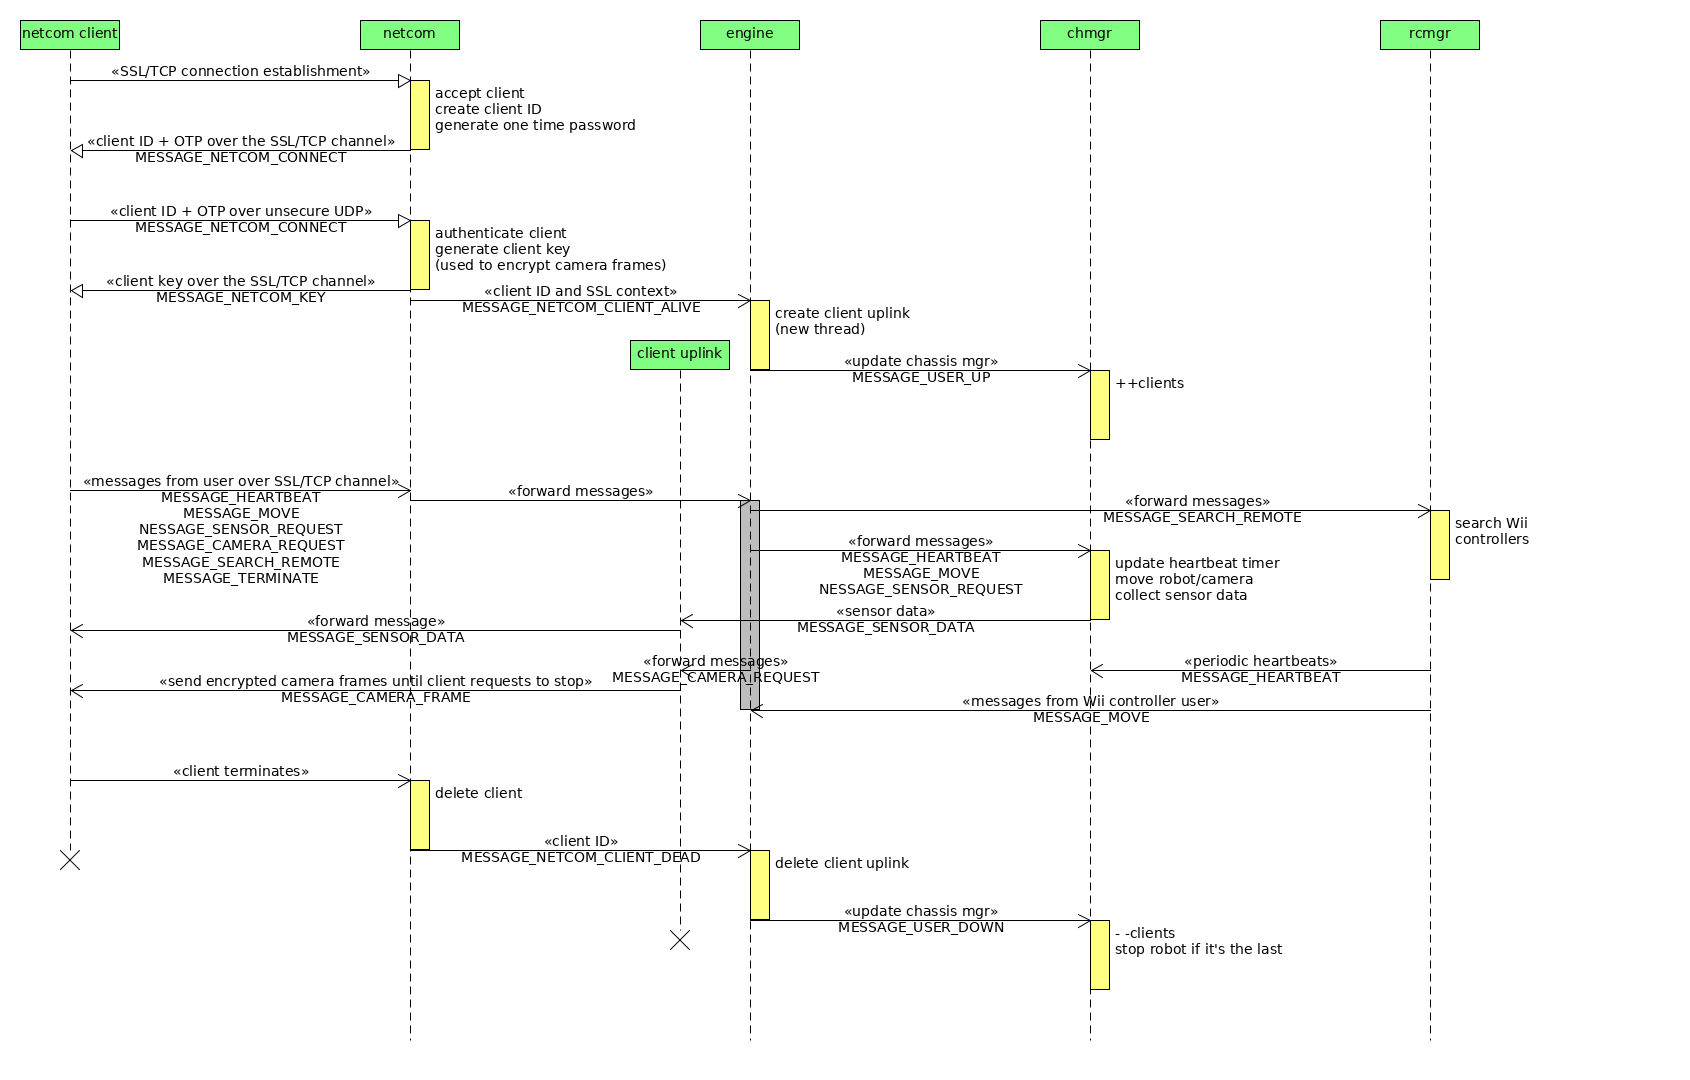 netcom client
netcom
engine
chmgr
rcmgr
«SSL/TCP connection establishment»
accept client
create client ID
generate one time password
«client ID + OTP over the SSL/TCP channel»
MESSAGE_NETCOM_CONNECT
«client ID + OTP over unsecure UDP»
MESSAGE_NETCOM_CONNECT
authenticate client
generate client key
(used to encrypt camera frames)
«client key over the SSL/TCP channel»
MESSAGE_NETCOM_KEY
«client ID and SSL context»
MESSAGE_NETCOM_CLIENT_ALIVE
create client uplink
(new thread)
client uplink
«update chassis mgr»
MESSAGE_USER_UP
++clients
«messages from user over SSL/TCP channel»
MESSAGE_HEARTBEAT
MESSAGE_MOVE
NESSAGE_SENSOR_REQUEST
MESSAGE_CAMERA_REQUEST
MESSAGE_SEARCH_REMOTE
MESSAGE_TERMINATE
«forward messages»
«forward messages»
MESSAGE_SEARCH_REMOTE
search Wii
controllers
«forward messages»
MESSAGE_HEARTBEAT
MESSAGE_MOVE
NESSAGE_SENSOR_REQUEST
update heartbeat timer
move robot/camera
collect sensor data
«sensor data»
MESSAGE_SENSOR_DATA
«forward message»
MESSAGE_SENSOR_DATA
«forward messages»
MESSAGE_CAMERA_REQUEST
«periodic heartbeats»
MESSAGE_HEARTBEAT
«send encrypted camera frames until client requests to stop»
MESSAGE_CAMERA_FRAME
«messages from Wii controller user»
MESSAGE_MOVE
«client terminates»
delete client
«client ID»
MESSAGE_NETCOM_CLIENT_DEAD
delete client uplink
«update chassis mgr»
MESSAGE_USER_DOWN
- -clients
stop robot if it's the last